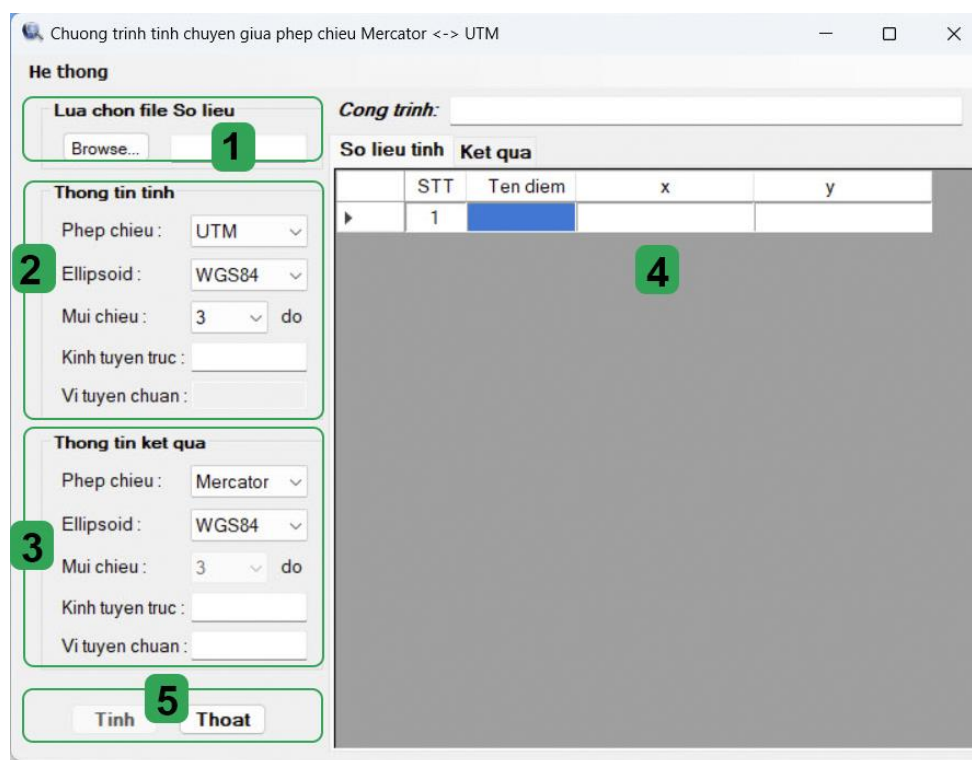 Chuong trinh tinh chuyen giua phep chieu Mercator <-> UTM
He thong
Lua chon file So lieu
Browse...
1
Cong trinh:
So lieu tinh Ket qua
STT Ten diem x y
1
4
2
Thong tin tinh
Phep chieu : UTM
Ellipsoid : WGS84
Mui chieu : 3 do
Kinh tuyen truc :
Vi tuyen chuan :
3
Thong tin ket qua
Phep chieu : Mercator
Ellipsoid : WGS84
Mui chieu : 3 do
Kinh tuyen truc :
Vi tuyen chuan :
5
Tinh Thoat